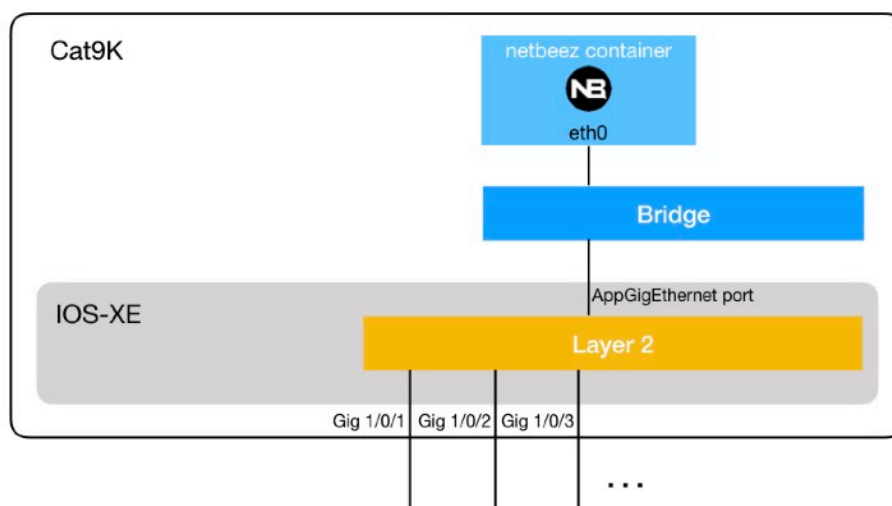 Cat9K
netbeez container
NB
eth0
Bridge
AppGigEthernet port
IOS-XE
Layer 2
Gig 1/0/1 Gig 1/0/2 Gig 1/0/3
...